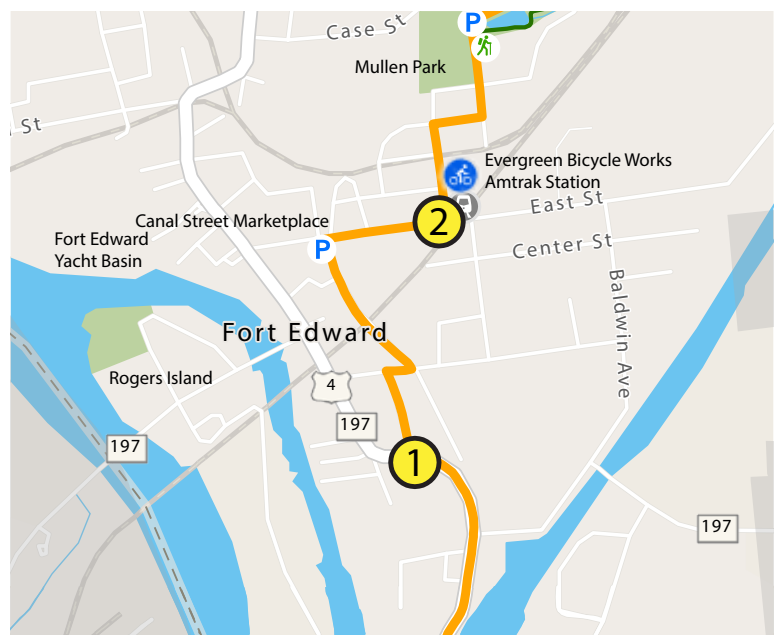 Case St
P
Mullen Park
St
Evergreen Bicycle Works
Amtrak Station
East St
2
Canal Street Marketplace
P
Fort Edward
Yacht Basin
Center St
Baldwin Ave
Fort Edward
Rogers Island
4
197
197
1
197